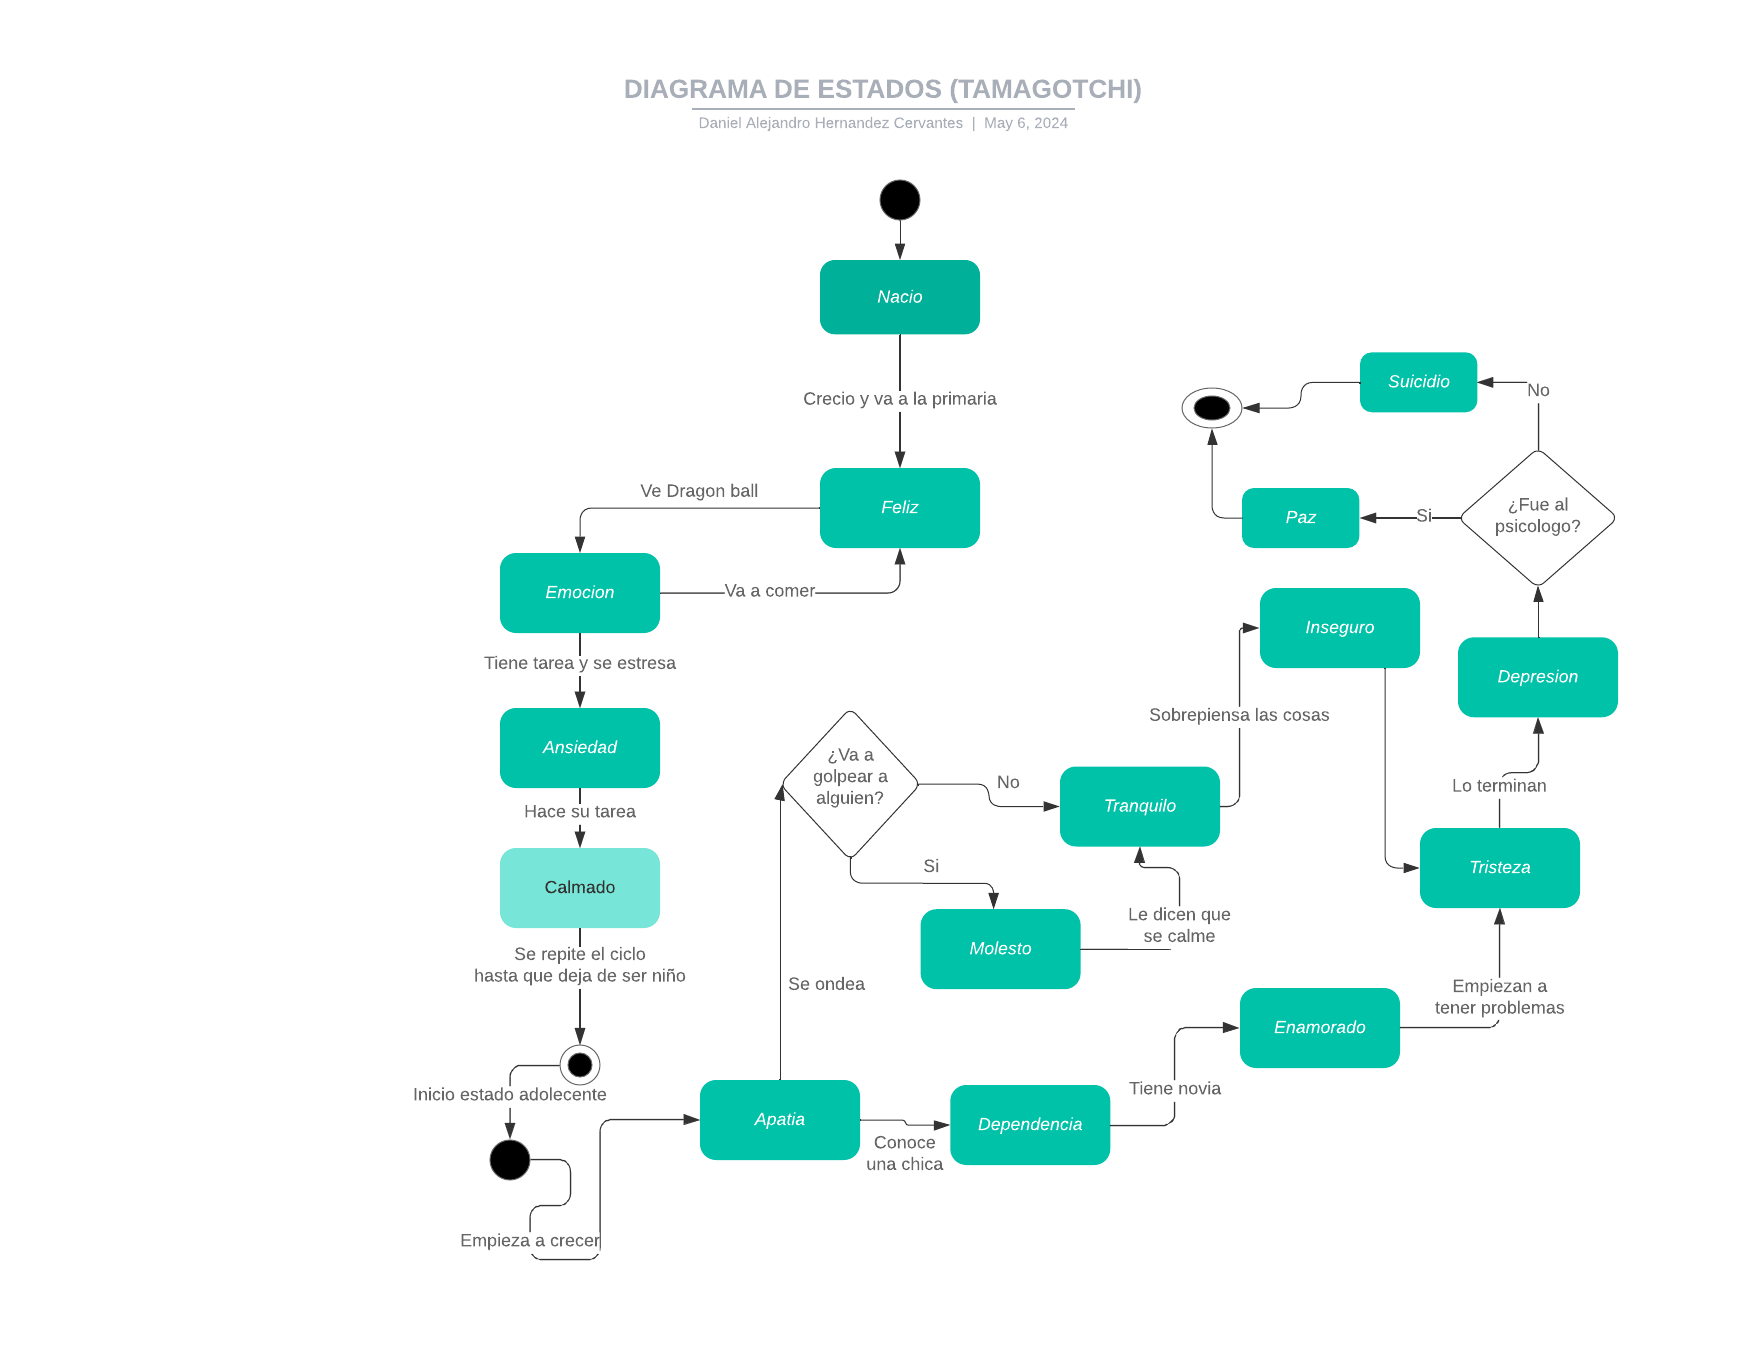 DIAGRAMA DE ESTADOS (TAMAGOTCHI)
Daniel Alejandro Hernandez Cervantes | May 6, 2024
Nacio
Crecio y va a la primaria
Feliz
Ve Dragon ball
Emocion
Va a comer
Tiene tarea y se estresa
Ansiedad
Hace su tarea
Calmado
Se repite el ciclo
hasta que deja de ser niño
Inicio estado adolecente
Empieza a crecer
Apatia
Se ondea
¿Va a
golpear a
alguien?
No
Si
Molesto
Le dicen que
se calme
Tranquilo
Sobrepiensa las cosas
Inseguro
Conoce
una chica
Dependencia
Tiene novia
Enamorado
Empiezan a
tener problemas
Tristeza
Lo terminan
Depresion
¿Fue al
psicologo?
Si
Paz
No
Suicidio